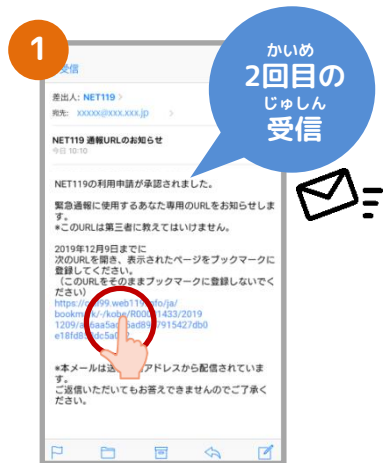 1
かいめ
2回目の
じゅしん
受信
受信
差出人: NET119
宛先: xxxxx@xxx.xxx.jp
NET119 通報URLのお知らせ
今日 10:10
NET119の利用申請が承認されました。
緊急通報に使用するあなた専用のURLをお知らせしま
す。
*このURLは第三者に教えてはいけません。
2019年12月9日までに
次のURLを開き、表示されたページをブックマークに
登録してください。
（このURLをそのままブックマークに登録しないでく
ださい）
web119
info/ja/
1433/2019
1209/
7915427db0
e18fd8
*本メールは送
アドレスから配信されていま
す。
ご返信いただいてもお答えできませんのでご了承く
ださい。